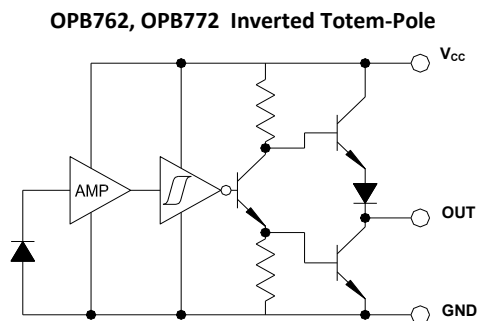 OPB762, OPB772 Inverted Totem-Pole
VCC
AMP
OUT
GND